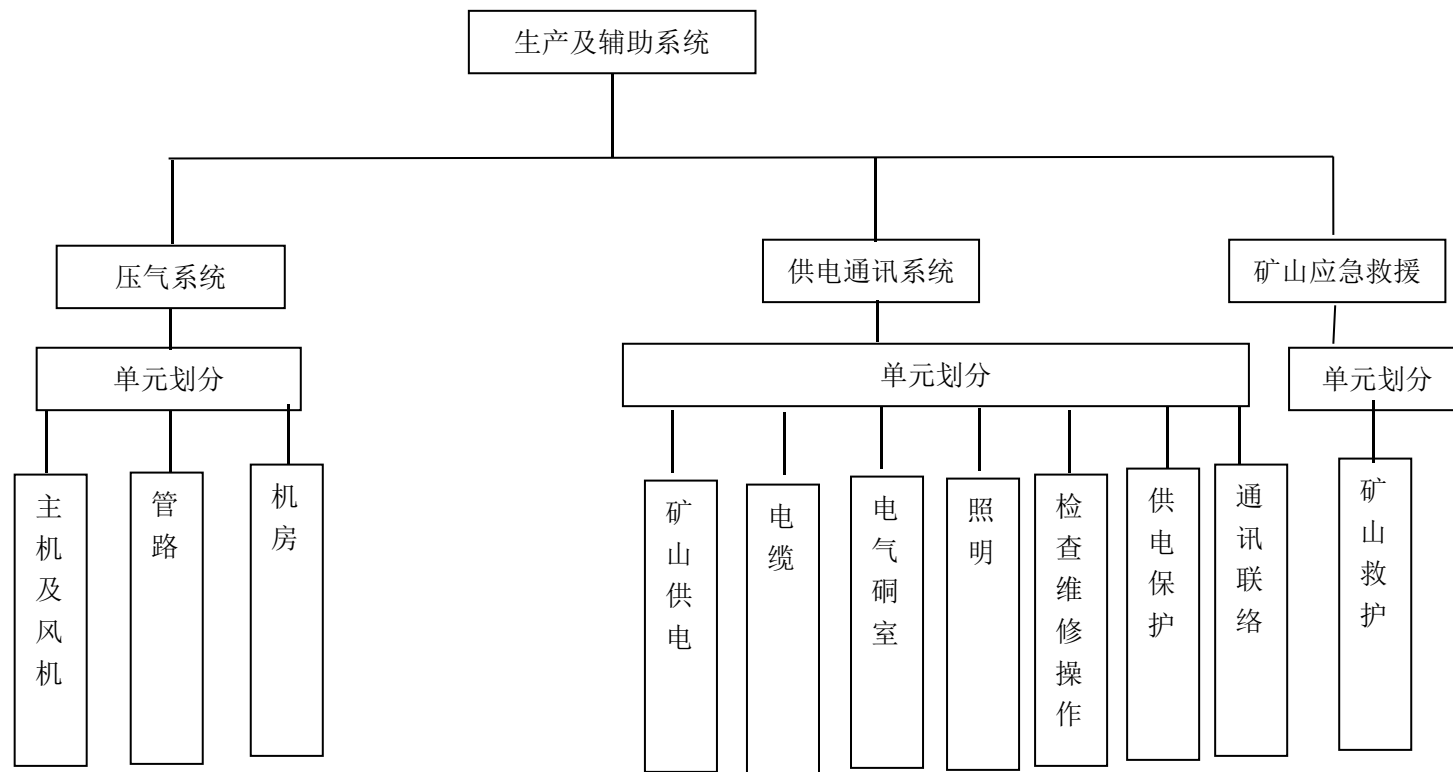 生产及辅助系统
压气系统
供电通讯系统
矿山应急救援
单元划分
单元划分
单元划分
主机及风机
管路
机房
矿山供电
电缆
电气硐室
照明
检查维修操作
供电保护
通讯联络
矿山救护